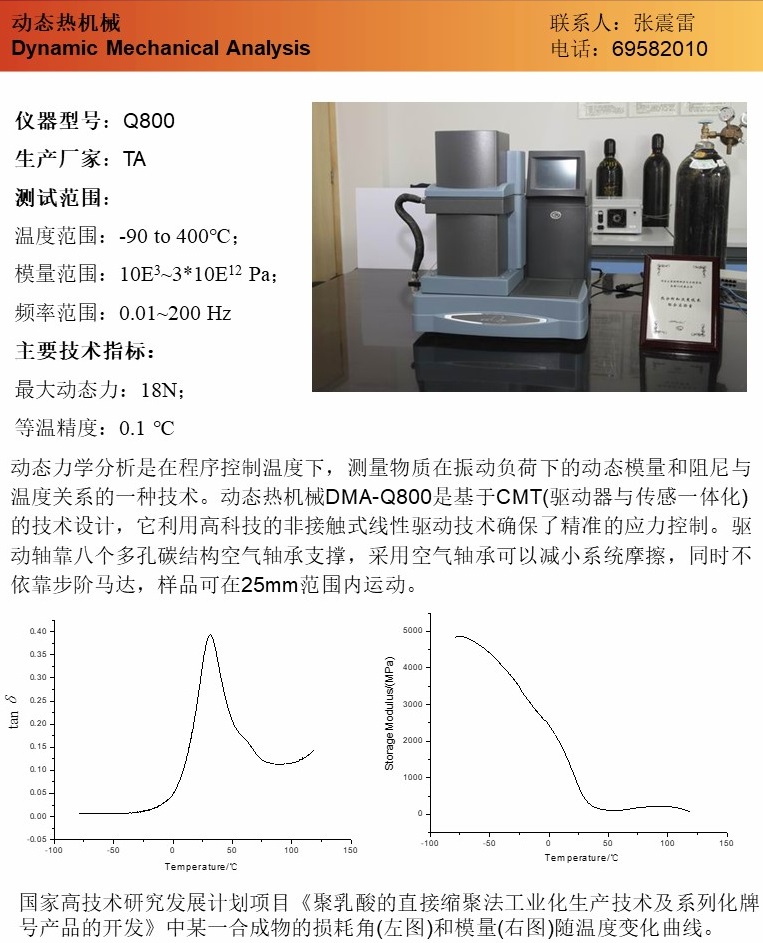 动态热机械
Dynamic Mechanical Analysis
联系人：张震雷
电话：69582010
仪器型号：Q800
生产厂家：TA
测试范围：
温度范围：-90 to 400℃；
模量范围：10E³~3*10E¹² Pa；
频率范围：0.01~200 Hz
主要技术指标：
最大动态力：18N；
等温精度：0.1 ℃
动态力学分析是在程序控制温度下，测量物质在振动负荷下的动态模量和阻尼与
温度关系的一种技术。动态热机械DMA-Q800是基于CMT(驱动器与传感一体化)
的技术设计，它利用高科技的非接触式线性驱动技术确保了精准的应力控制。驱
动轴靠八个多孔碳结构空气轴承支撑，采用空气轴承可以减小系统摩擦，同时不
依靠步阶马达，样品可在25mm范围内运动。
0.40
0.35
0.30
0.25
0.20
0.15
0.10
0.05
0.00
-0.05
tan δ
-100 -50 0 50 100 150
Temperature/℃
5000
4000
3000
2000
1000
0
Storage Modulus/(MPa)
-100 -50 0 50 100 150
Temperature/℃
国家高技术研究发展计划项目《聚乳酸的直接缩聚法工业化生产技术及系列化牌
号产品的开发》中某一合成物的损耗角(左图)和模量(右图)随温度变化曲线。